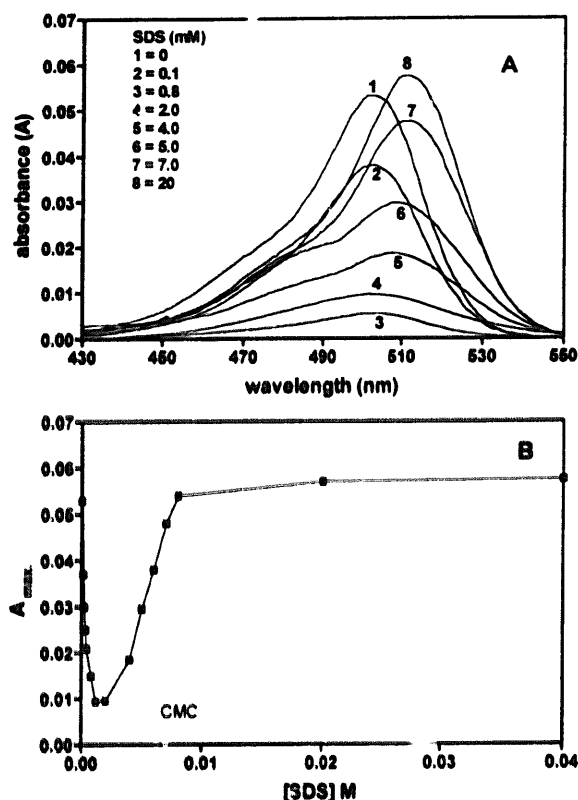 0.07
0.06
0.05
0.04
0.03
0.02
0.01
0.00
absorbance (A)
SDS (mM)
1 = 0
2 = 0.1
3 = 0.8
4 = 2.0
5 = 4.0
6 = 5.0
7 = 7.0
8 = 20
A
1
8
7
2
6
5
4
3
430 450 470 490 510 530 550
wavelength (nm)
0.07
0.06
0.05
0.04
0.03
0.02
0.01
0.00
A max.
B
CMC
0.00 0.01 0.02 0.03 0.04
[SDS] M